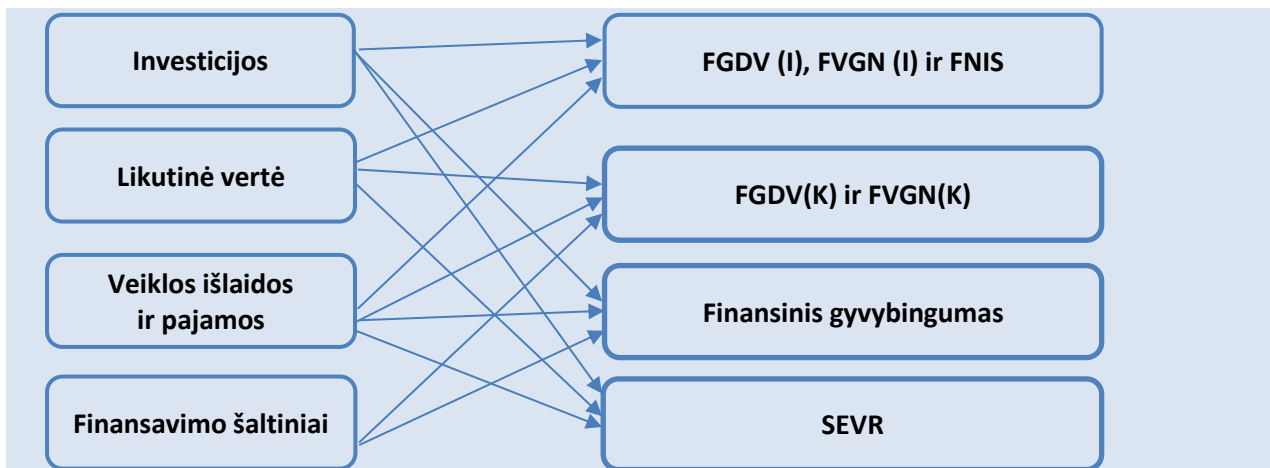 Investicijos
FGDV (I), FVGN (I) ir FNIS
Likutinė vertė
FGDV(K) ir FVGN(K)
Veiklos išlaidos
ir pajamos
Finansinis gyvybingumas
Finansavimo šaltiniai
SEVR